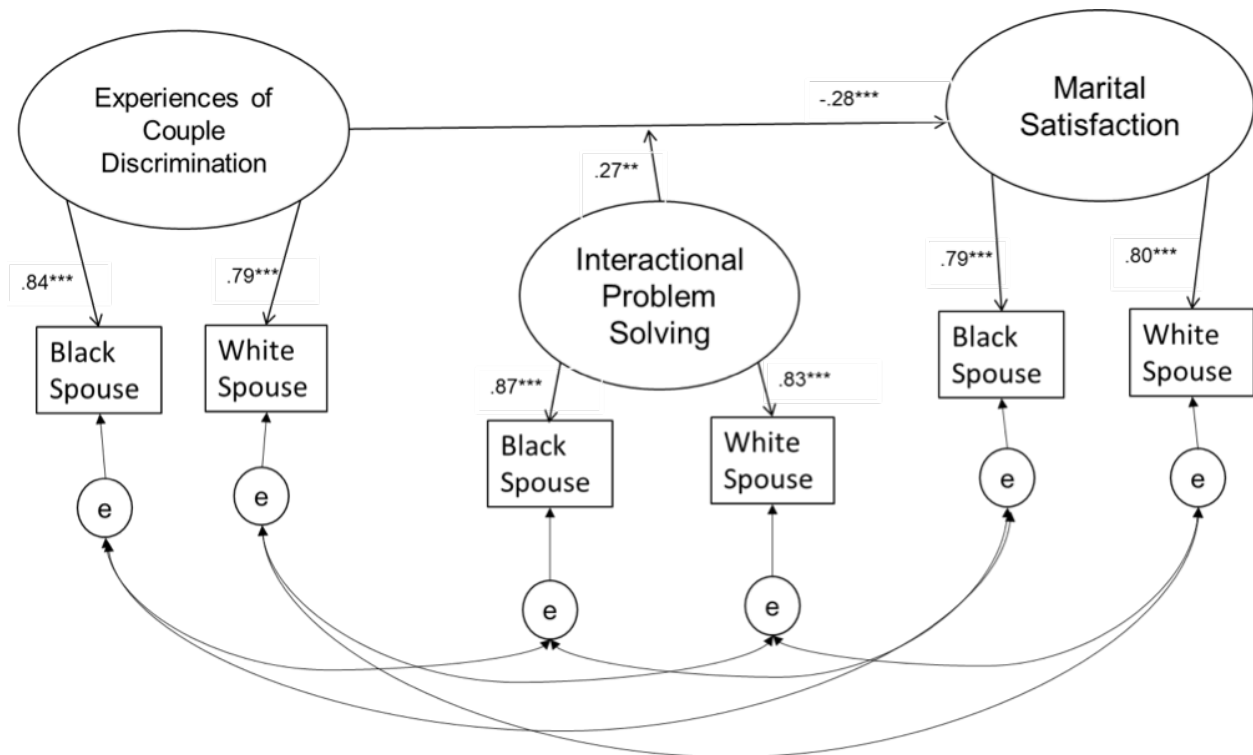 Experiences of
Couple
Discrimination
-.28***
Marital
Satisfaction
.27**
Interactional
Problem
Solving
.84***
.79***
.79***
.80***
Black
Spouse
White
Spouse
.87***
.83***
Black
Spouse
White
Spouse
Black
Spouse
White
Spouse
e
e
e
e
e
e